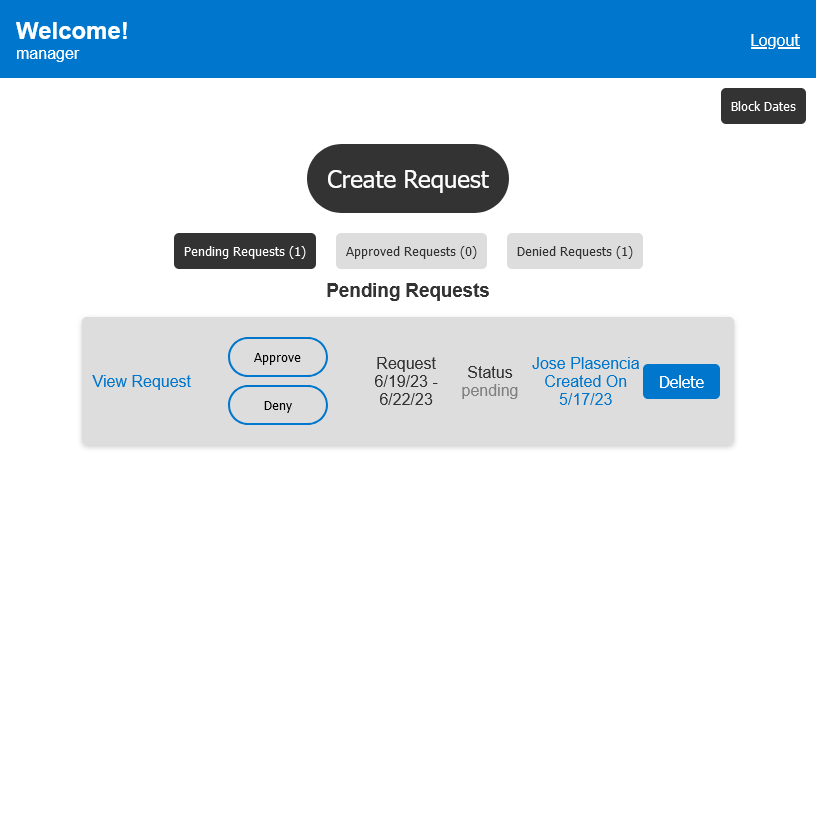 Welcome!
manager
Logout
Block Dates
Create Request
Pending Requests (1)
Approved Requests (0)
Denied Requests (1)
Pending Requests
View Request
Approve
Deny
Request
6/19/23 -
6/22/23
Status
pending
Jose Plasencia
Created On
5/17/23
Delete